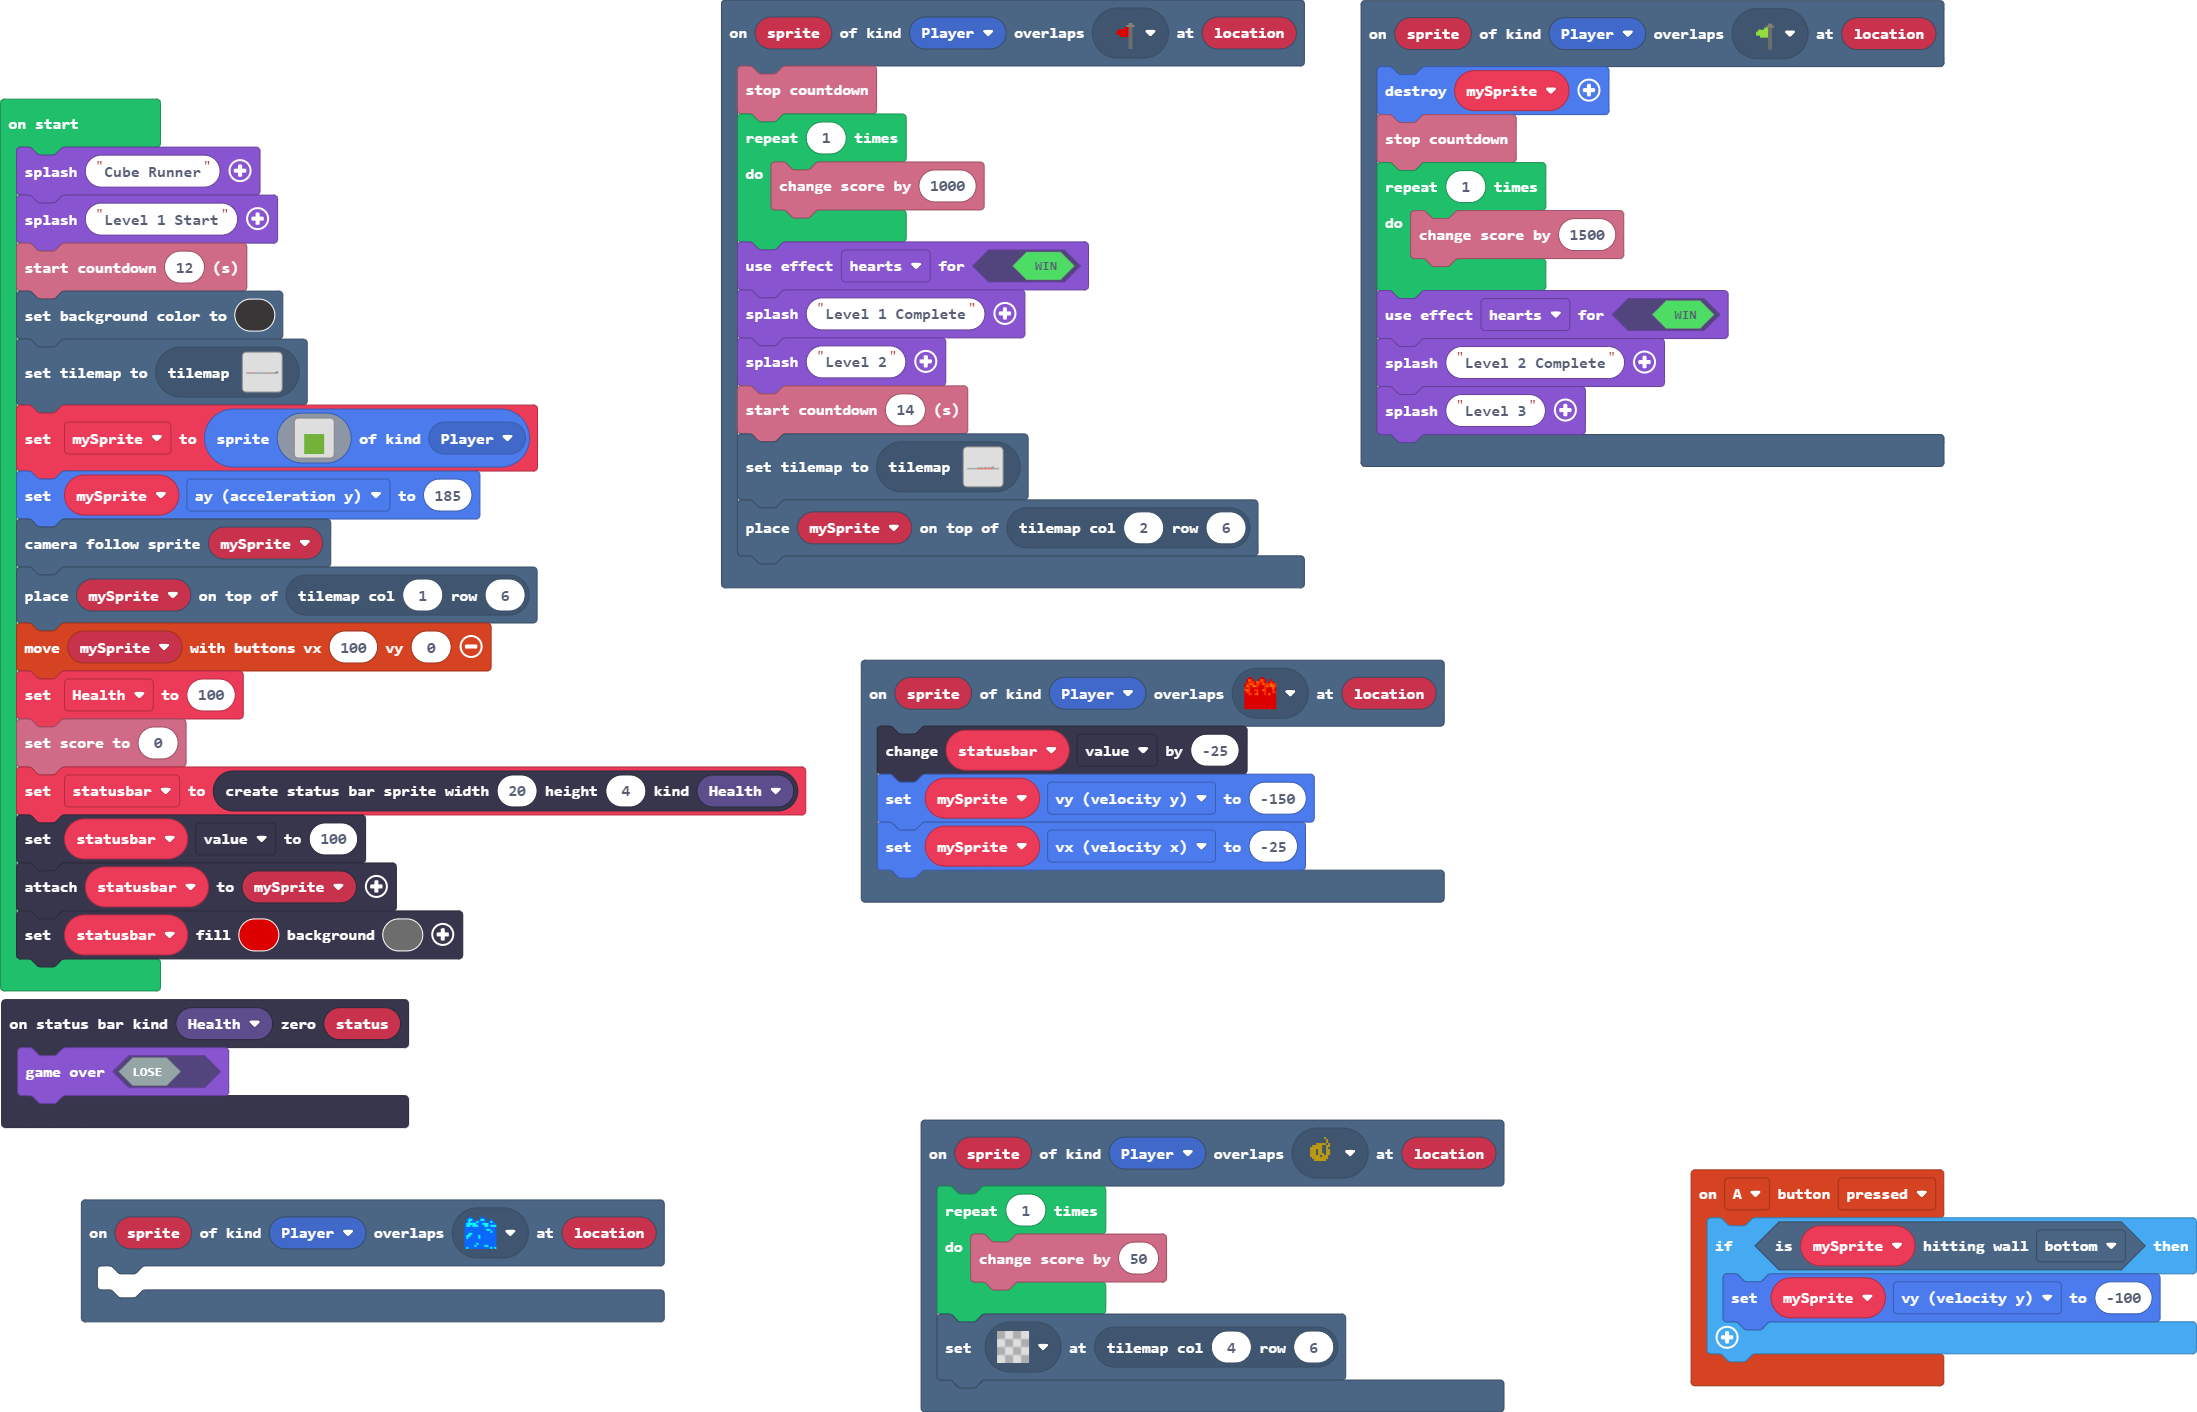 on start
splash "Cube Runner"
splash "Level 1 Start"
start countdown 12 (s)
set background color to
set tilemap to tilemap
set mySprite to sprite of kind Player
set mySprite ay (acceleration y) to 185
camera follow sprite mySprite
place mySprite on top of tilemap col 1 row 6
move mySprite with buttons vx 100 vy 0
set Health to 100
set score to 0
set statusbar to create status bar sprite width 20 height 4 kind Health
set statusbar value to 100
attach statusbar to mySprite
set statusbar fill background
on status bar kind Health zero status
game over LOSE
on sprite of kind Player overlaps at location
on sprite of kind Player overlaps at location
stop countdown
repeat 1 times
do change score by 1000
use effect hearts for WIN
splash "Level 1 Complete"
splash "Level 2"
start countdown 14 (s)
set tilemap to tilemap
place mySprite on top of tilemap col 2 row 6
on sprite of kind Player overlaps at location
destroy mySprite
stop countdown
repeat 1 times
do change score by 1500
use effect hearts for WIN
splash "Level 2 Complete"
splash "Level 3"
on sprite of kind Player overlaps at location
change statusbar value by -25
set mySprite vy (velocity y) to -150
set mySprite vx (velocity x) to -25
on sprite of kind Player overlaps at location
repeat 1 times
do change score by 50
set at tilemap col 4 row 6
on A button pressed
if is mySprite hitting wall bottom then
set mySprite vy (velocity y) to -100